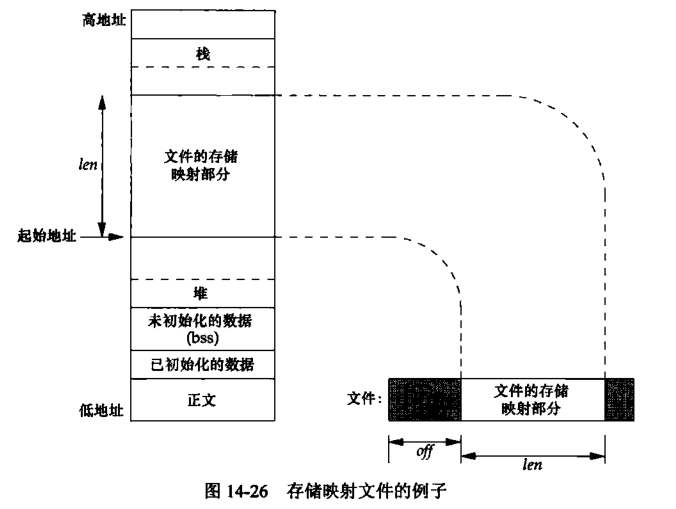 高地址
栈
len
文件的存储
映射部分
起始地址
堆
未初始化的数据
(bss)
已初始化的数据
低地址
正文
文件:
文件的存储
映射部分
off
len
图 14-26 存储映射文件的例子